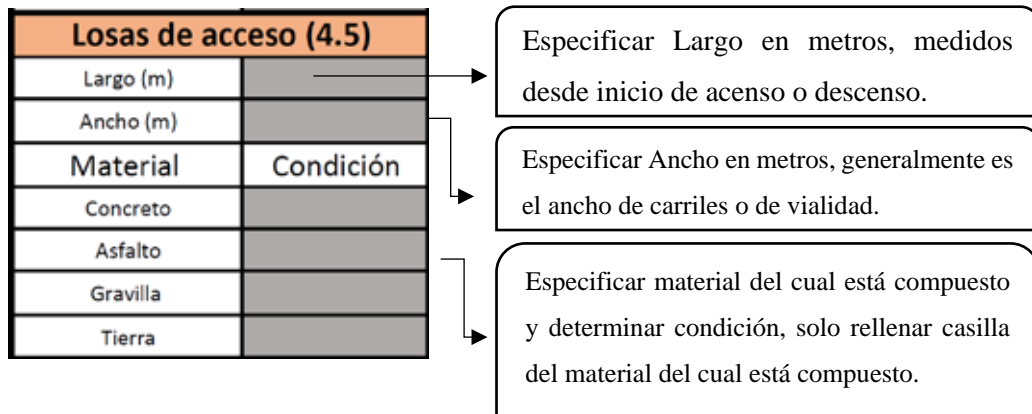 Losas de acceso (4.5)
Largo (m)
Ancho (m)
Material Condición
Concreto
Asfalto
Gravilla
Tierra
Especificar Largo en metros, medidos
desde inicio de acenso o descenso.
Especificar Ancho en metros, generalmente es
el ancho de carriles o de vialidad.
Especificar material del cual está compuesto
y determinar condición, solo rellenar casilla
del material del cual está compuesto.